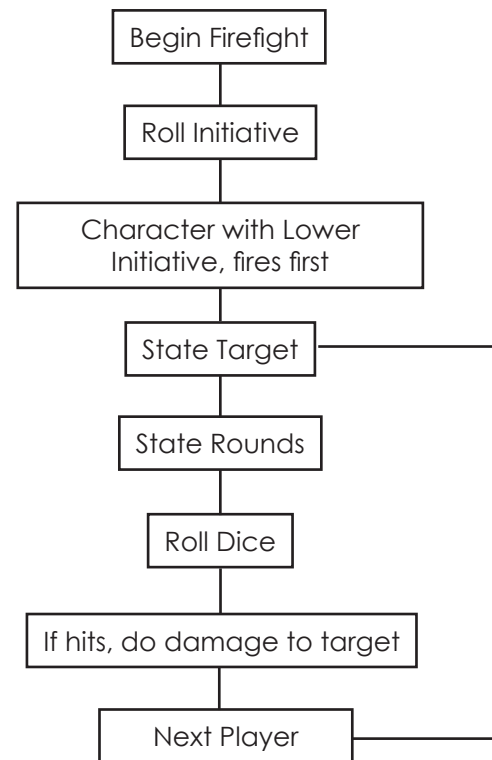 Begin Firefight
Roll Initiative
Character with Lower
Initiative, fires first
State Target
State Rounds
Roll Dice
If hits, do damage to target
Next Player